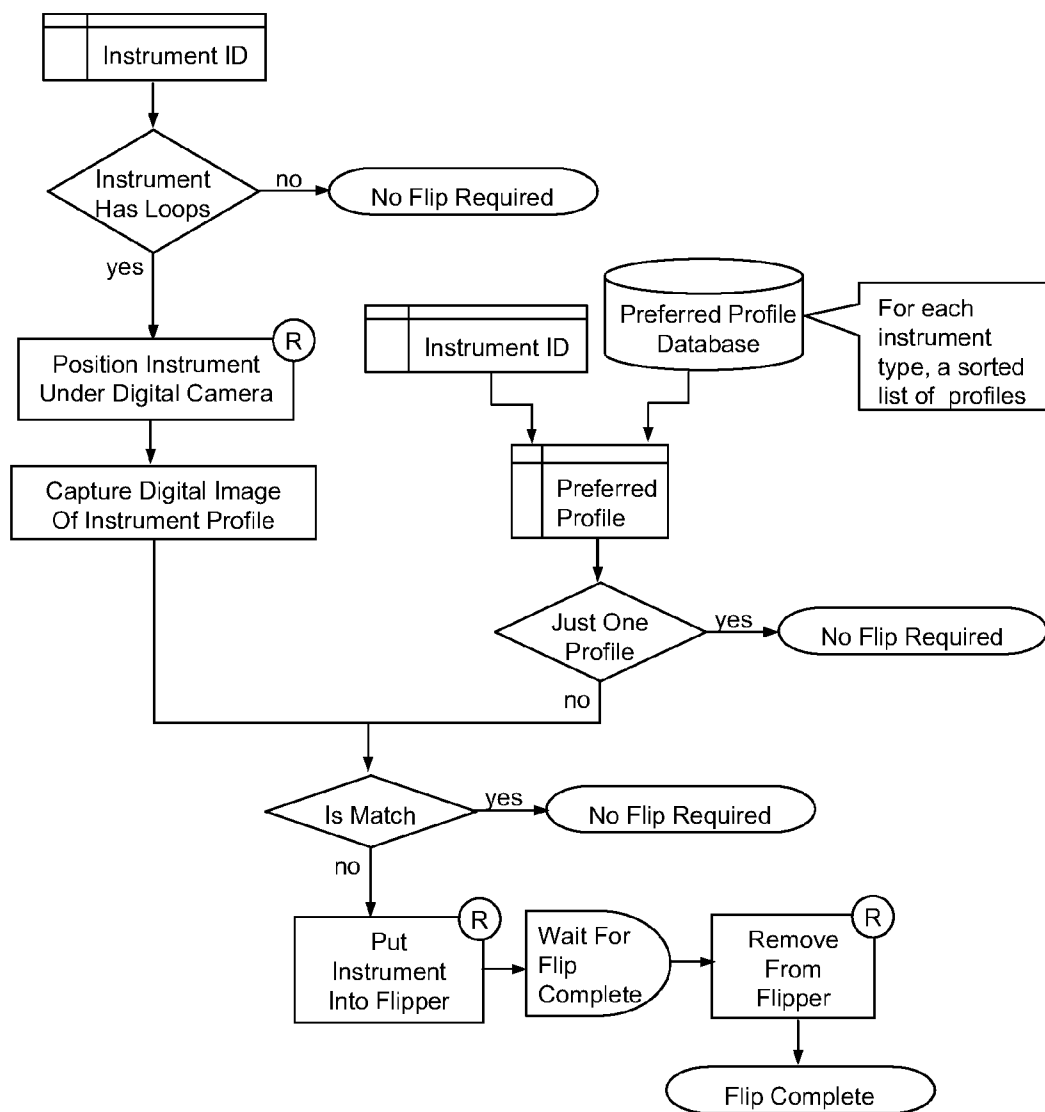 Instrument ID
Instrument
Has Loops
no
No Flip Required
yes
R
Position Instrument
Under Digital Camera
Capture Digital Image
Of Instrument Profile
Instrument ID
Preferred Profile
Database
For each
instrument
type, a sorted
list of profiles
Preferred
Profile
Just One
Profile
yes
No Flip Required
no
Is Match
yes
No Flip Required
no
R
Put
Instrument
Into Flipper
Wait For
Flip
Complete
R
Remove
From
Flipper
Flip Complete